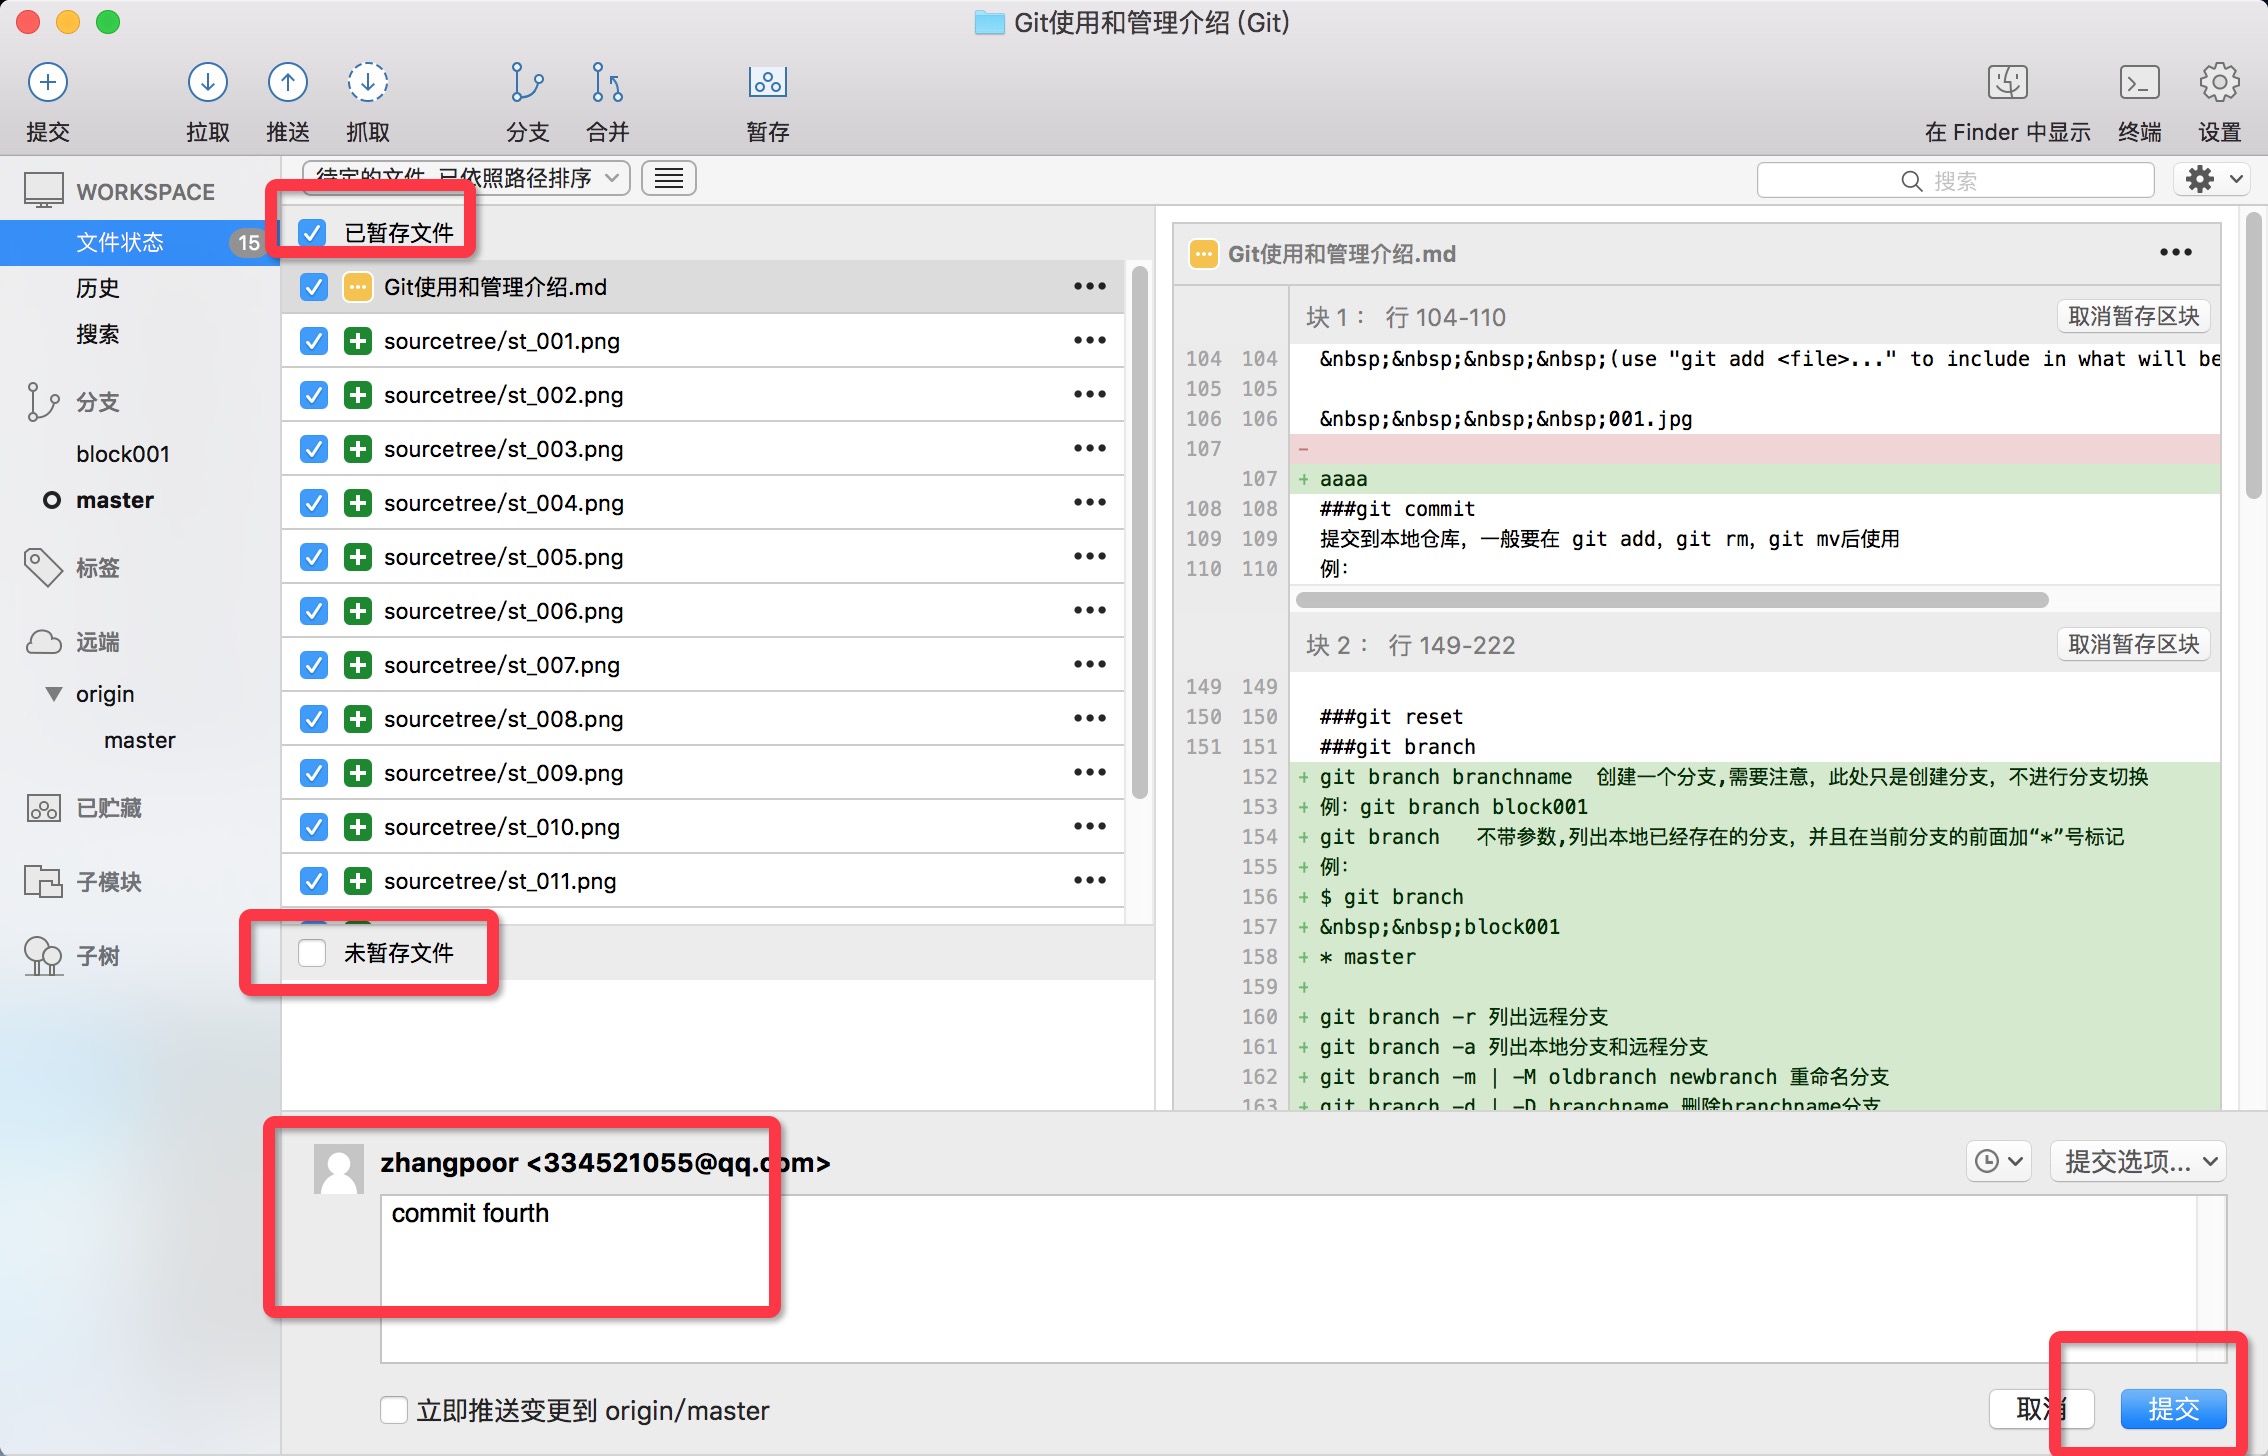 Git使用和管理介绍 (Git)
提交
拉取
推送
抓取
分支
合并
暂存
在 Finder 中显示
终端
设置
WORKSPACE
文件状态
15
历史
搜索
分支
block001
master
标签
远端
origin
master
已贮藏
子模块
子树
待定的文件, 已依照路径排序
搜索
已暂存文件
Git使用和管理介绍.md
sourcetree/st_001.png
sourcetree/st_002.png
sourcetree/st_003.png
sourcetree/st_004.png
sourcetree/st_005.png
sourcetree/st_006.png
sourcetree/st_007.png
sourcetree/st_008.png
sourcetree/st_009.png
sourcetree/st_010.png
sourcetree/st_011.png
未暂存文件
Git使用和管理介绍.md
块 1： 行 104-110
取消暂存区块
104 104 &nbsp;&nbsp;&nbsp;&nbsp;(use "git add <file>..." to include in what will be
105 105
106 106 &nbsp;&nbsp;&nbsp;&nbsp;001.jpg
107 -
107 + aaaa
108 108 ###git commit
109 109 提交到本地仓库，一般要在 git add，git rm，git mv后使用
110 110 例：
块 2： 行 149-222
取消暂存区块
149 149
150 150 ###git reset
151 151 ###git branch
152 + git branch branchname  创建一个分支,需要注意，此处只是创建分支，不进行分支切换
153 + 例：git branch block001
154 + git branch   不带参数,列出本地已经存在的分支，并且在当前分支的前面加“*”号标记
155 + 例：
156 + $ git branch
157 + &nbsp;&nbsp;block001
158 + * master
159 +
160 + git branch -r 列出远程分支
161 + git branch -a 列出本地分支和远程分支
162 + git branch -m | -M oldbranch newbranch 重命名分支
163 + git branch -d | -D branchname 删除branchname分支
zhangpoor <334521055@qq.com>
提交选项...
commit fourth
立即推送变更到 origin/master
取消
提交